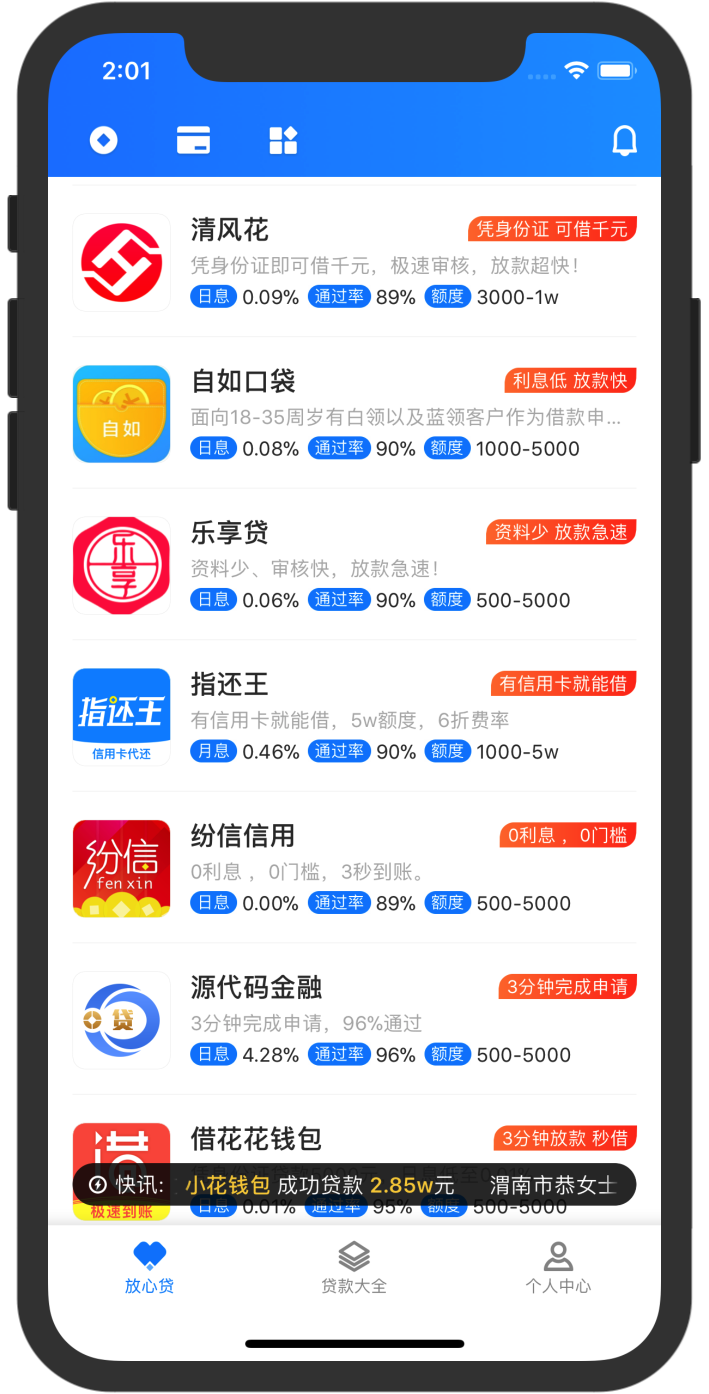 2:01
清风花
凭身份证 可借千元
凭身份证即可借千元，极速审核，放款超快！
日息 0.09% 通过率 89% 额度 3000-1w
自如
自如口袋
利息低 放款快
面向18-35周岁有白领以及蓝领客户作为借款申...
日息 0.08% 通过率 90% 额度 1000-5000
乐享
乐享贷
资料少 放款急速
资料少、审核快，放款急速！
日息 0.06% 通过率 90% 额度 500-5000
指还王
信用卡代还
指还王
有信用卡就能借
有信用卡就能借，5w额度，6折费率
月息 0.46% 通过率 90% 额度 1000-5w
纷信
fen xin
纷信信用
0利息 ，0门槛
0利息 ，0门槛，3秒到账。
日息 0.00% 通过率 89% 额度 500-5000
贷
源代码金融
3分钟完成申请
3分钟完成申请，96%通过
日息 4.28% 通过率 96% 额度 500-5000
极速到账
借花花钱包
3分钟放款 秒借
快讯: 小花钱包 成功贷款 2.85w元 渭南市恭女士
日息 0.01% 通过率 95% 额度 500-5000
放心贷
贷款大全
个人中心